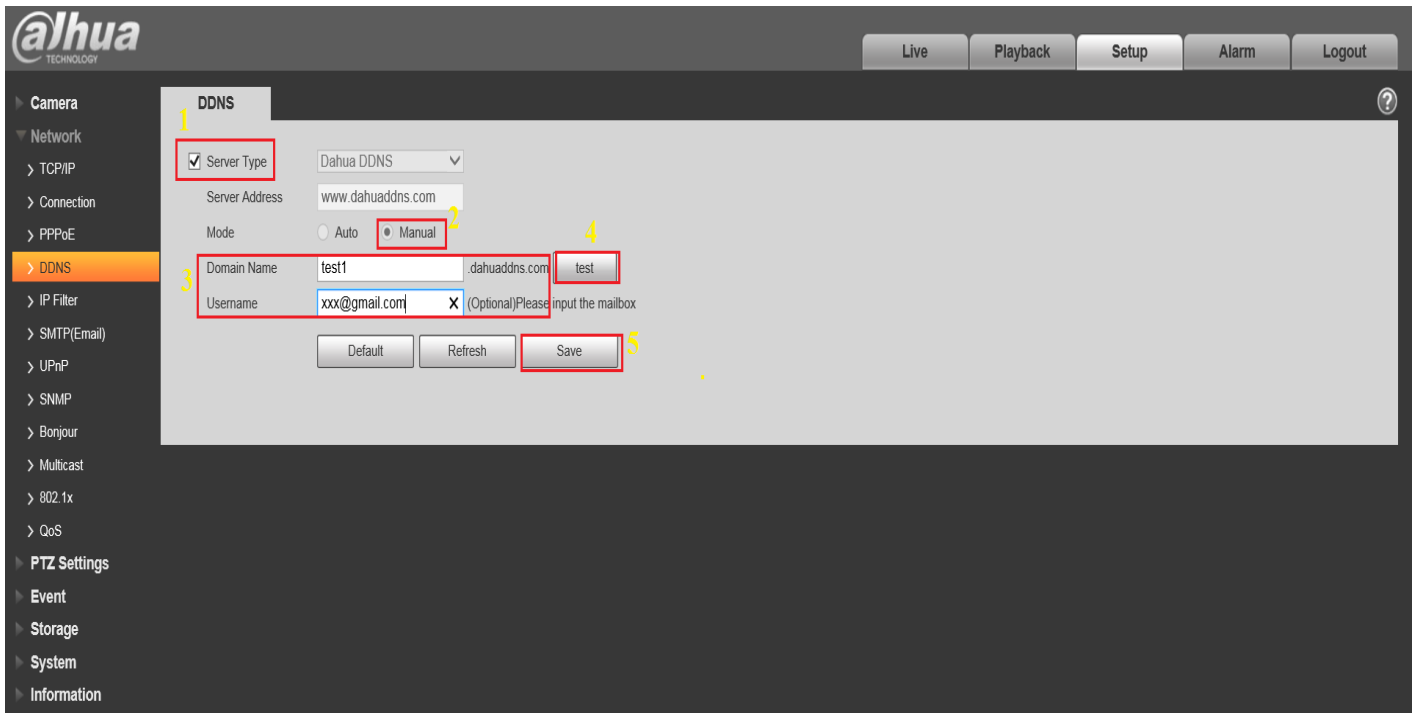 alhua
TECHNOLOGY
Live Playback Setup Alarm Logout
Camera
Network
TCP/IP
Connection
PPPoE
DDNS
IP Filter
SMTP(Email)
UPnP
SNMP
Bonjour
Multicast
802.1x
QoS
PTZ Settings
Event
Storage
System
Information
DDNS ?
1
Server Type Dahua DDNS
Server Address www.dahuaddns.com
2
Mode Auto Manual
4
3
Domain Name test1 .dahuaddns.com test
Username xxx@gmail.com (Optional)Please input the mailbox
Default Refresh Save 5